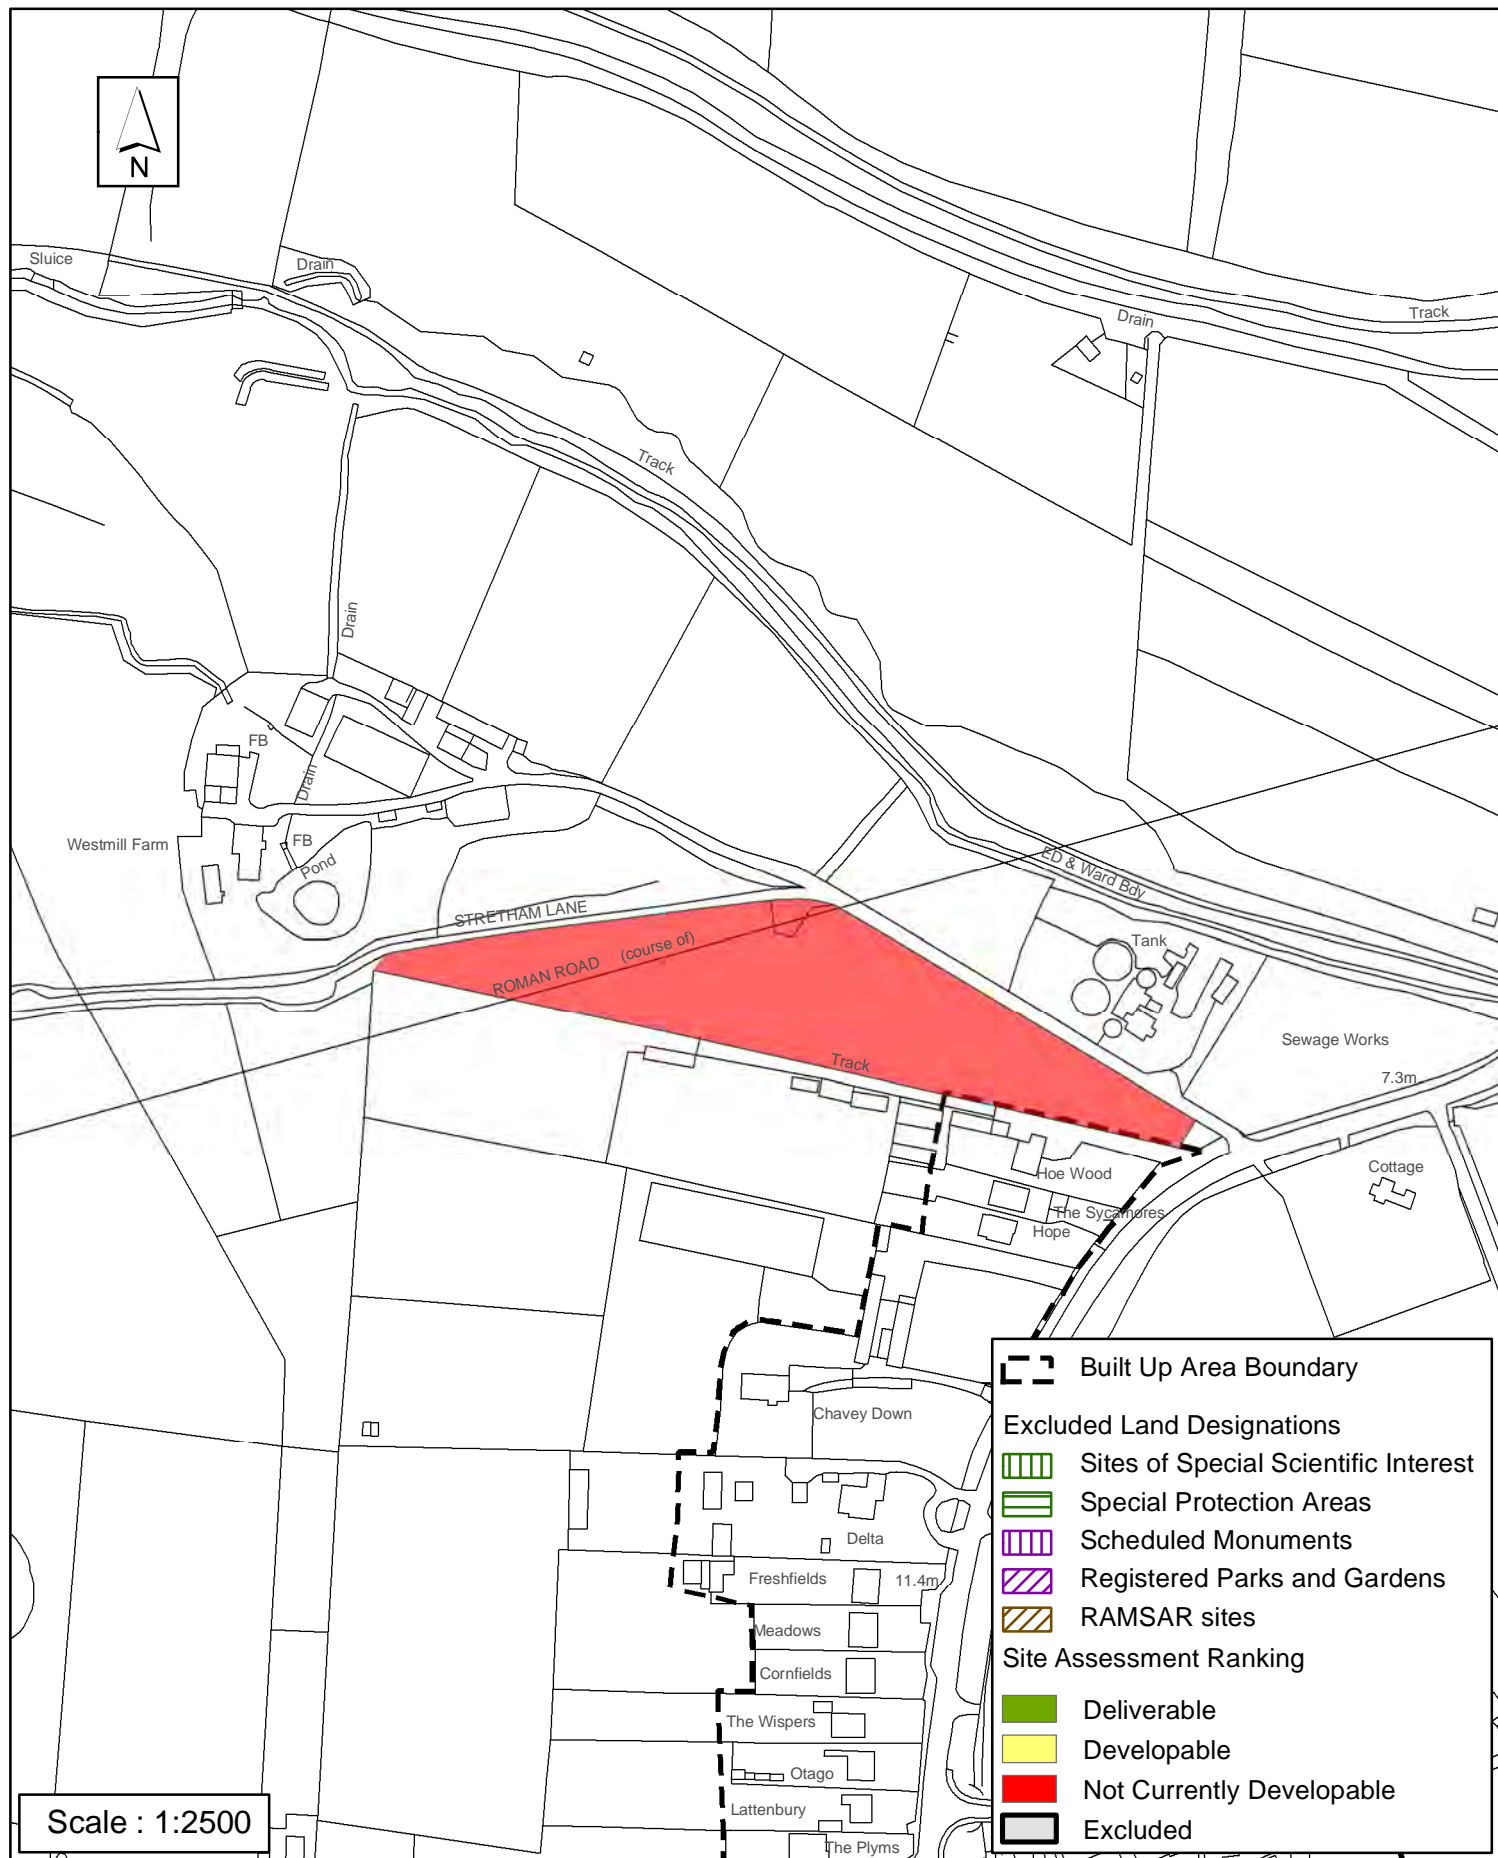 N
Sluice
Drain
Drain
Track
Track
Drain
FB
Drain
Westmill Farm
FB
Pond
STRETHAM LANE
ED & Ward Bdy
ROMAN ROAD (course of)
Tank
Sewage Works
7.3m
Track
Hoe Wood
Cottage
The Sycamores
Hope
Chavey Down
Delta
Freshfields
11.4m
Meadows
Cornfields
The Wispers
Otago
Lattenbury
The Plyms
Built Up Area Boundary
Excluded Land Designations
Sites of Special Scientific Interest
Special Protection Areas
Scheduled Monuments
Registered Parks and Gardens
RAMSAR sites
Site Assessment Ranking
Deliverable
Developable
Not Currently Developable
Excluded
Scale : 1:2500